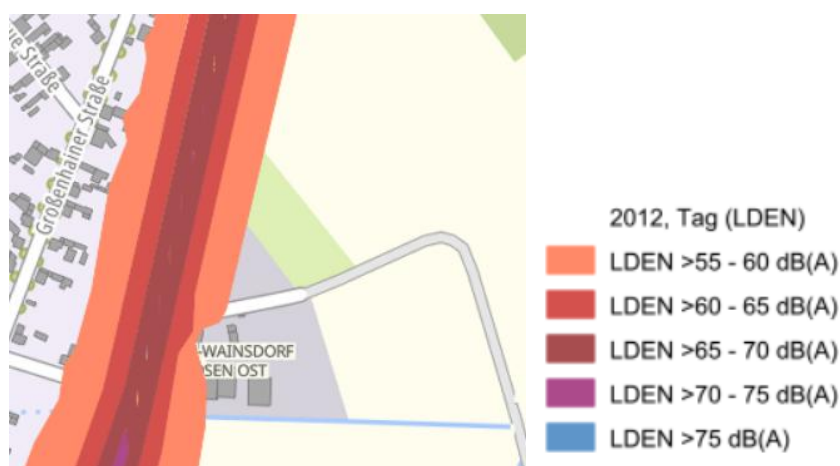 ue Straße
Großenhainer Straße
-WAINSDORF
SEN OST
2012, Tag (LDEN)
LDEN >55 - 60 dB(A)
LDEN >60 - 65 dB(A)
LDEN >65 - 70 dB(A)
LDEN >70 - 75 dB(A)
LDEN >75 dB(A)